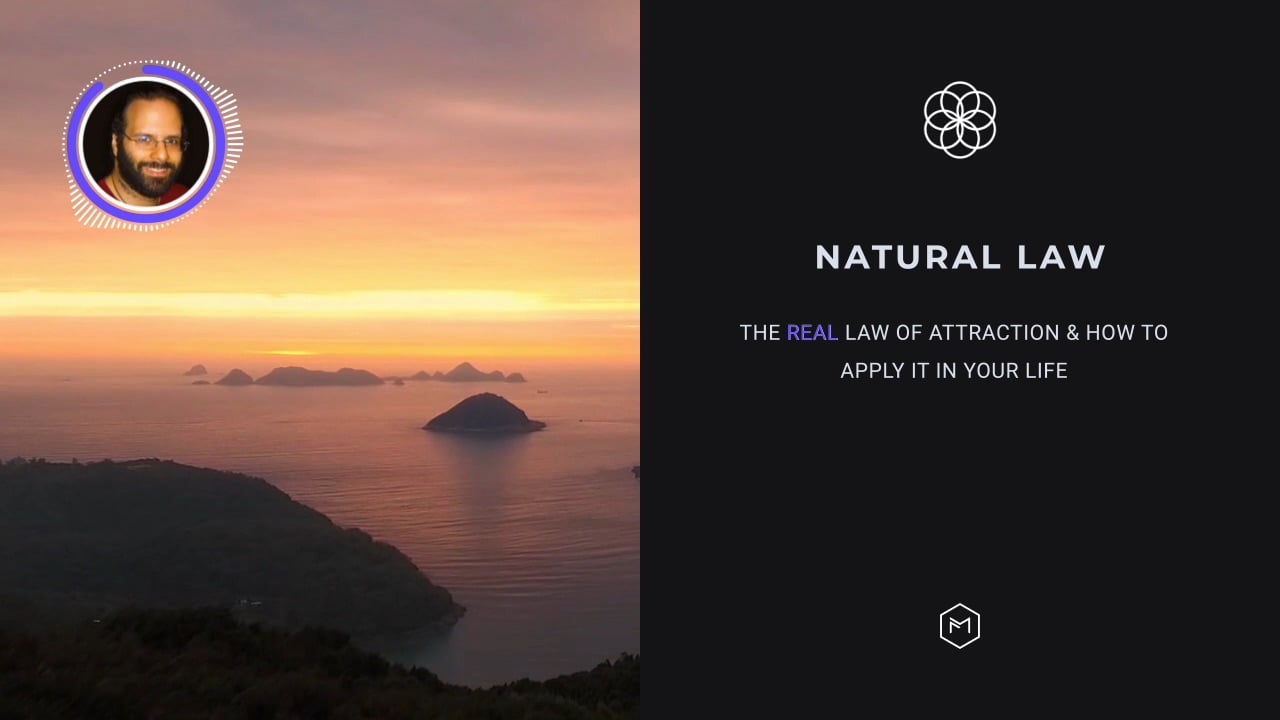 NATURAL LAW
THE REAL LAW OF ATTRACTION & HOW TO
APPLY IT IN YOUR LIFE